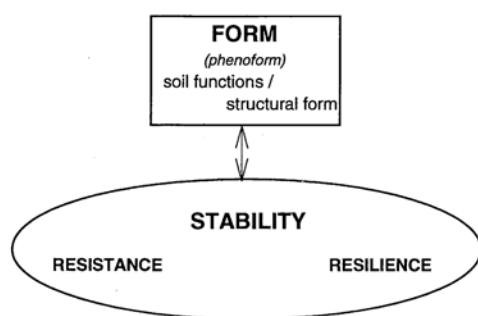 FORM
(phenoform)
soil functions /
structural form
STABILITY
RESISTANCE RESILIENCE